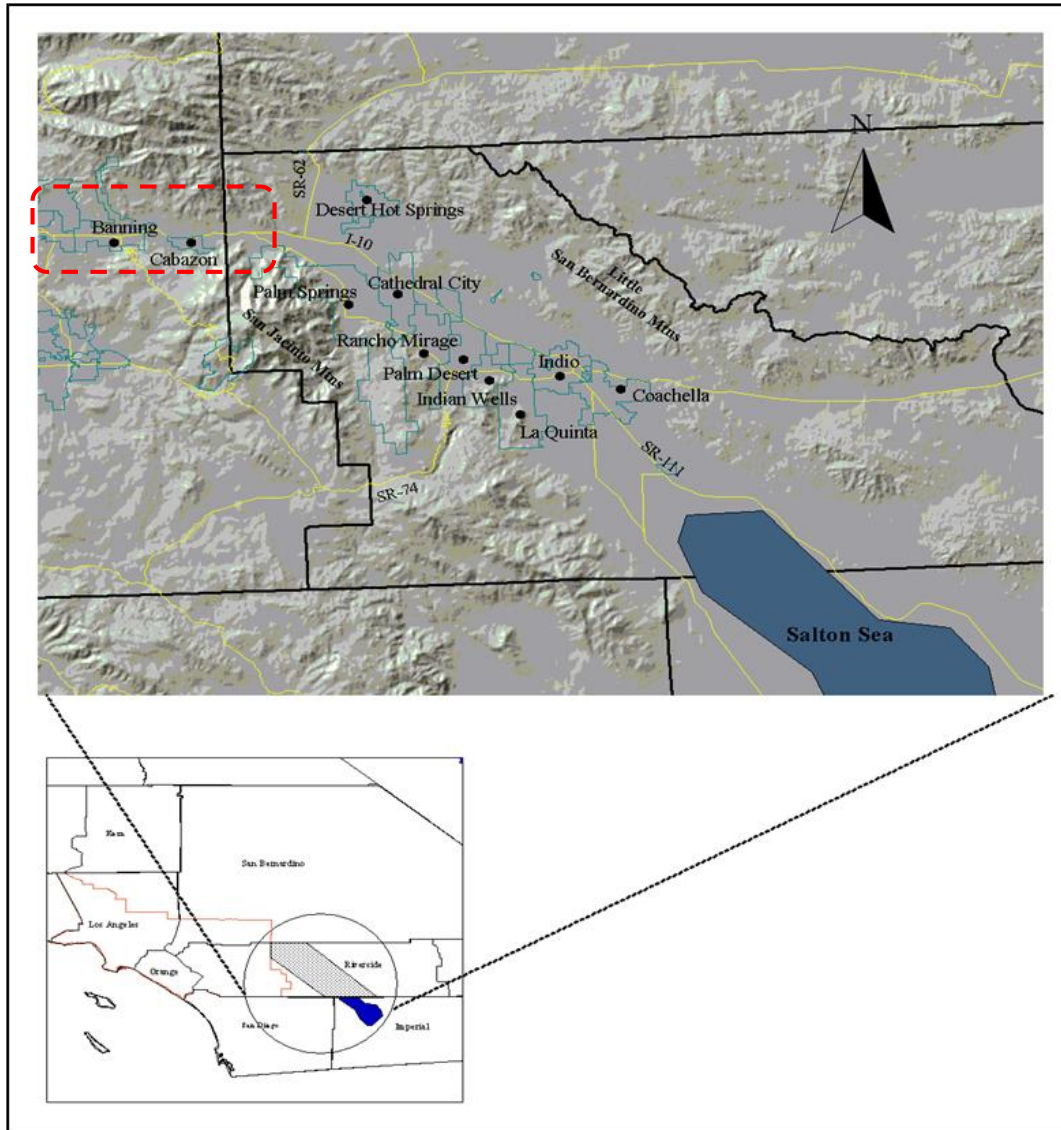 N
SR-62
Desert Hot Springs
Banning
I-10
Cabazon
Cathedral City
Little
San Bernardino Mtns
Palm Springs
San Jacinto Mtns
Rancho Mirage
Indio
Palm Desert
Coachella
Indian Wells
La Quinta
SR-111
SR-74
Salton Sea
Kern
San Bernardino
Los Angeles
Orange
Riverside
San Diego
Imperial